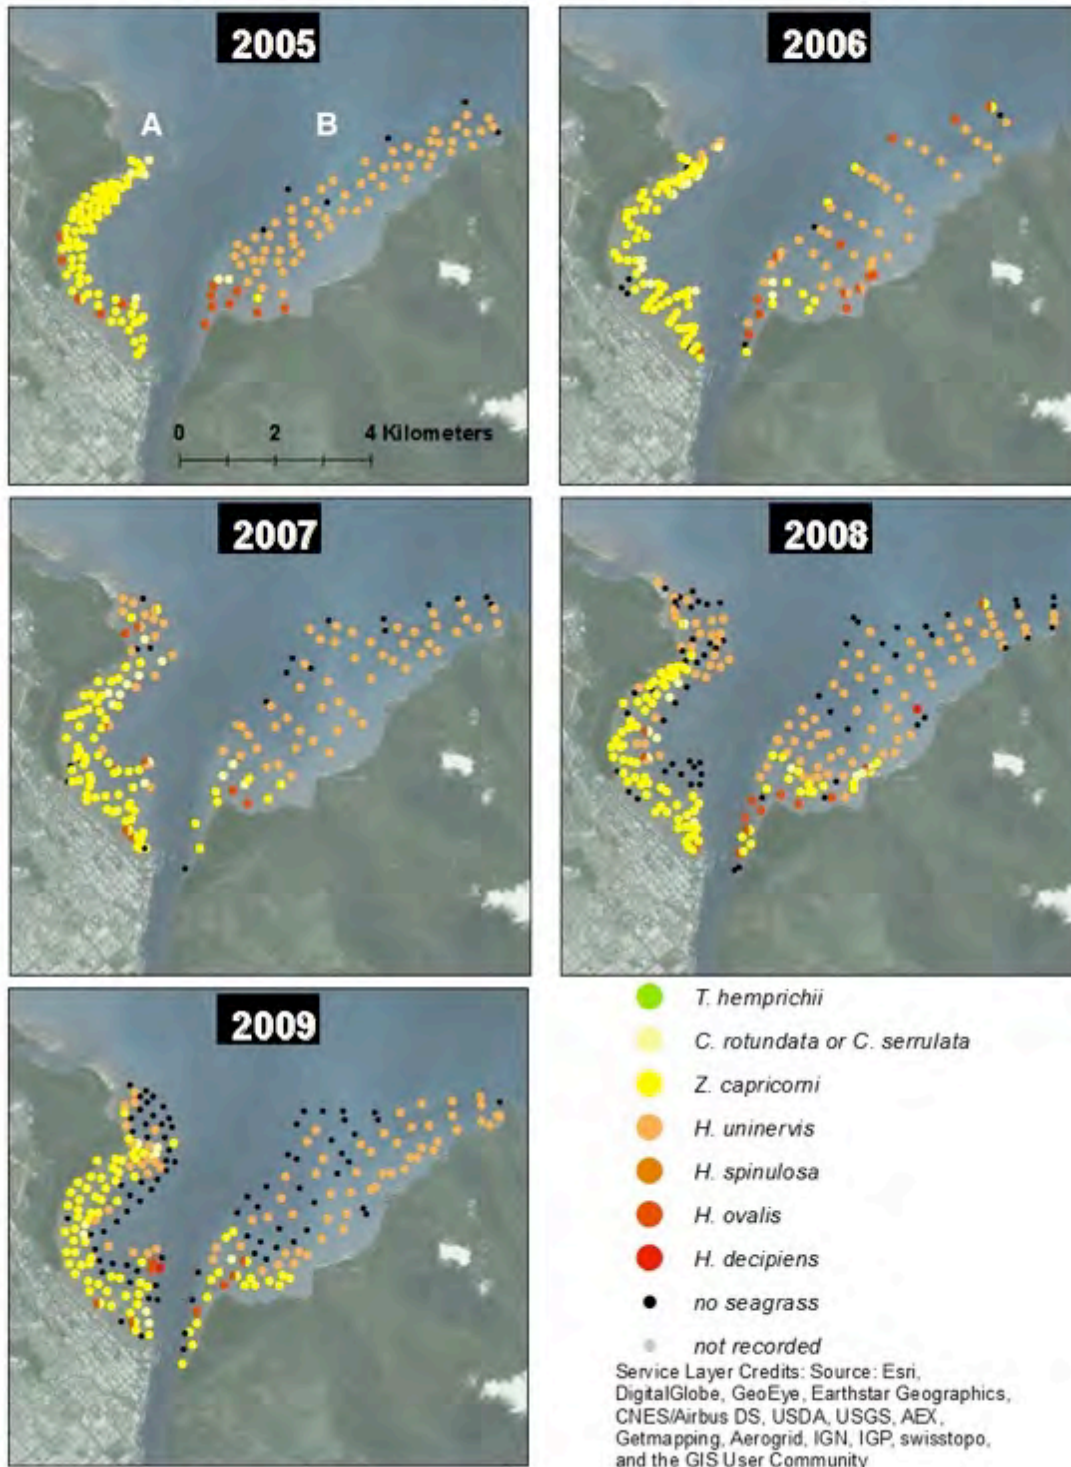 2005
2006
A
B
0 2 4 Kilometers
2007
2008
2009
T. hemprichii
C. rotundata or C. serrulata
Z. capricorni
H. uninervis
H. spinulosa
H. ovalis
H. decipiens
no seagrass
not recorded
Service Layer Credits: Source: Esri,
DigitalGlobe, GeoEye, Earthstar Geographics,
CNES/Airbus DS, USDA, USGS, AEX,
Getmapping, Aerogrid, IGN, IGP, swisstopo,
and the GIS User Community